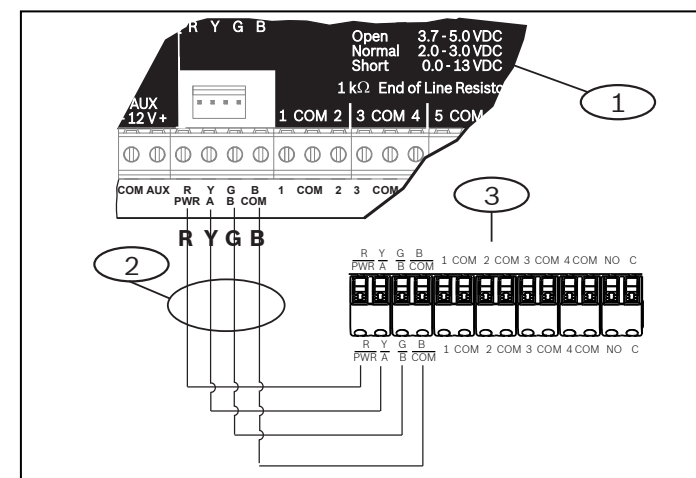 R Y G B
Open 3.7 - 5.0 VDC
Normal 2.0 - 3.0 VDC
Short 0.0 - 13 VDC
1 kΩ End of Line Resisto
AUX
- 12 V +
1 COM 2 3 COM 4 5 COM
1
COM AUX R Y G B 1 COM 2 3 COM
PWR A B COM
3
R Y G B
2
R Y G B 1 COM 2 COM 3 COM 4 COM NO C
PWR A B COM
R Y G B 1 COM 2 COM 3 COM 4 COM NO C
PWR A B COM